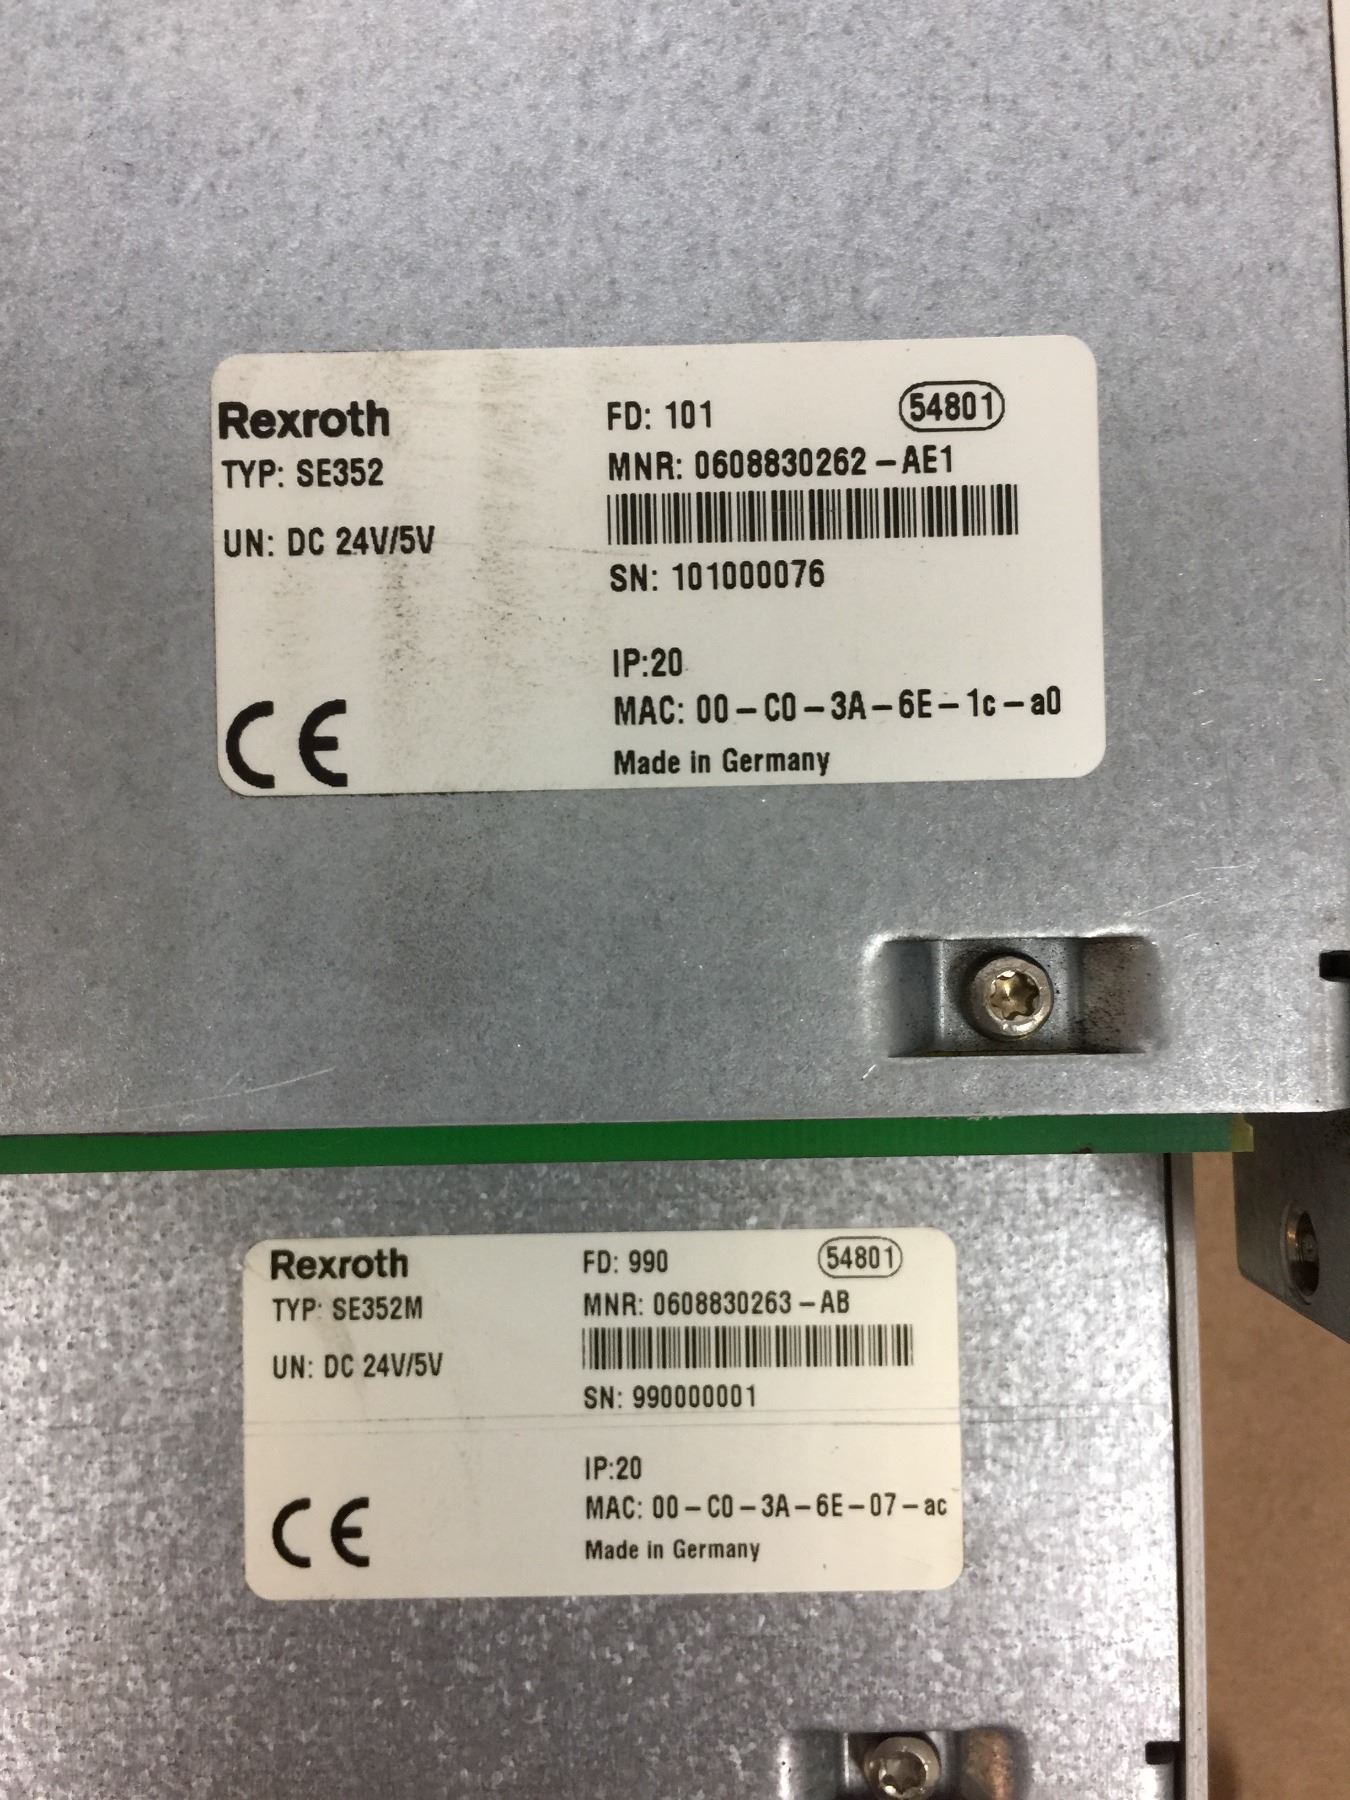 Rexroth
TYP: SE352
UN: DC 24V/5V
CE
FD: 101
54801
MNR: 0608830262-AE1
SN: 101000076
IP:20
MAC: 00-C0-3A-6E-1c-a0
Made in Germany
Rexroth
TYP: SE352M
UN: DC 24V/5V
CE
FD: 990
54801
MNR: 0608830263-AB
SN: 990000001
IP:20
MAC: 00-C0-3A-6E-07-ac
Made in Germany